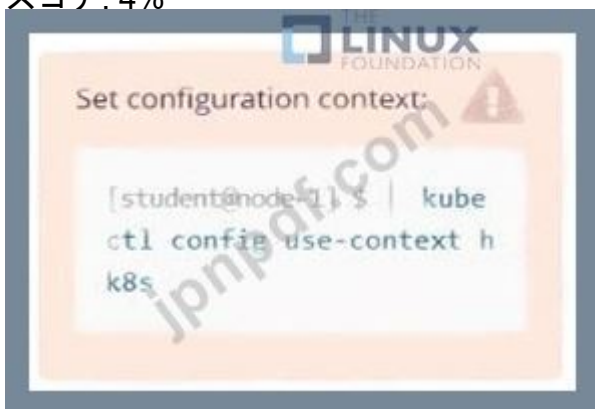 スコア: 4%
THE
LINUX
FOUNDATION
Set configuration context:
[student@node-1] $ | kube
ctl config use-context h
k8s
jpnpdf.com